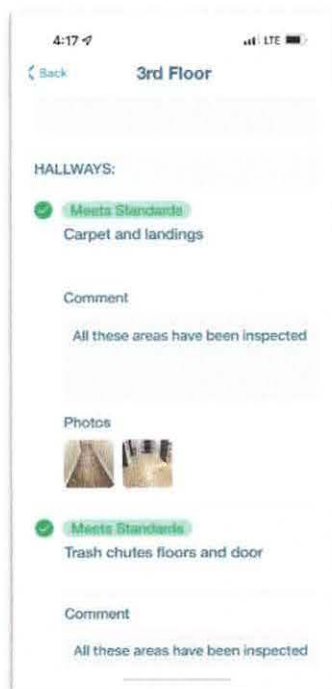 4:17
LTE
Back
3rd Floor
HALLWAYS:
Meets Standards
Carpet and landings
Comment
All these areas have been inspected
Photos
Meets Standards
Trash chutes floors and door
Comment
All these areas have been inspected